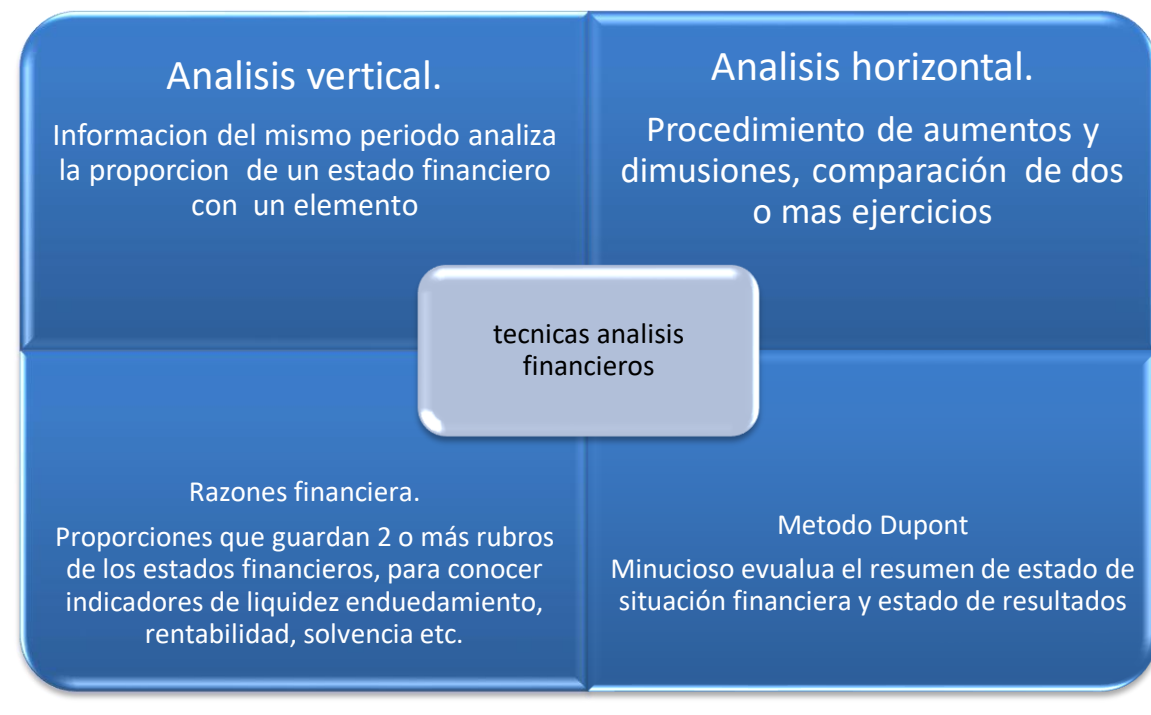 Analisis vertical.
Informacion del mismo periodo analiza
la proporcion de un estado financiero
con un elemento
Analisis horizontal.
Procedimiento de aumentos y
dimusiones, comparación de dos
o mas ejercicios
tecnicas analisis
financieros
Razones financiera.
Proporciones que guardan 2 o más rubros
de los estados financieros, para conocer
indicadores de liquidez enduedamiento,
rentabilidad, solvencia etc.
Metodo Dupont
Minucioso evualua el resumen de estado de
situación financiera y estado de resultados